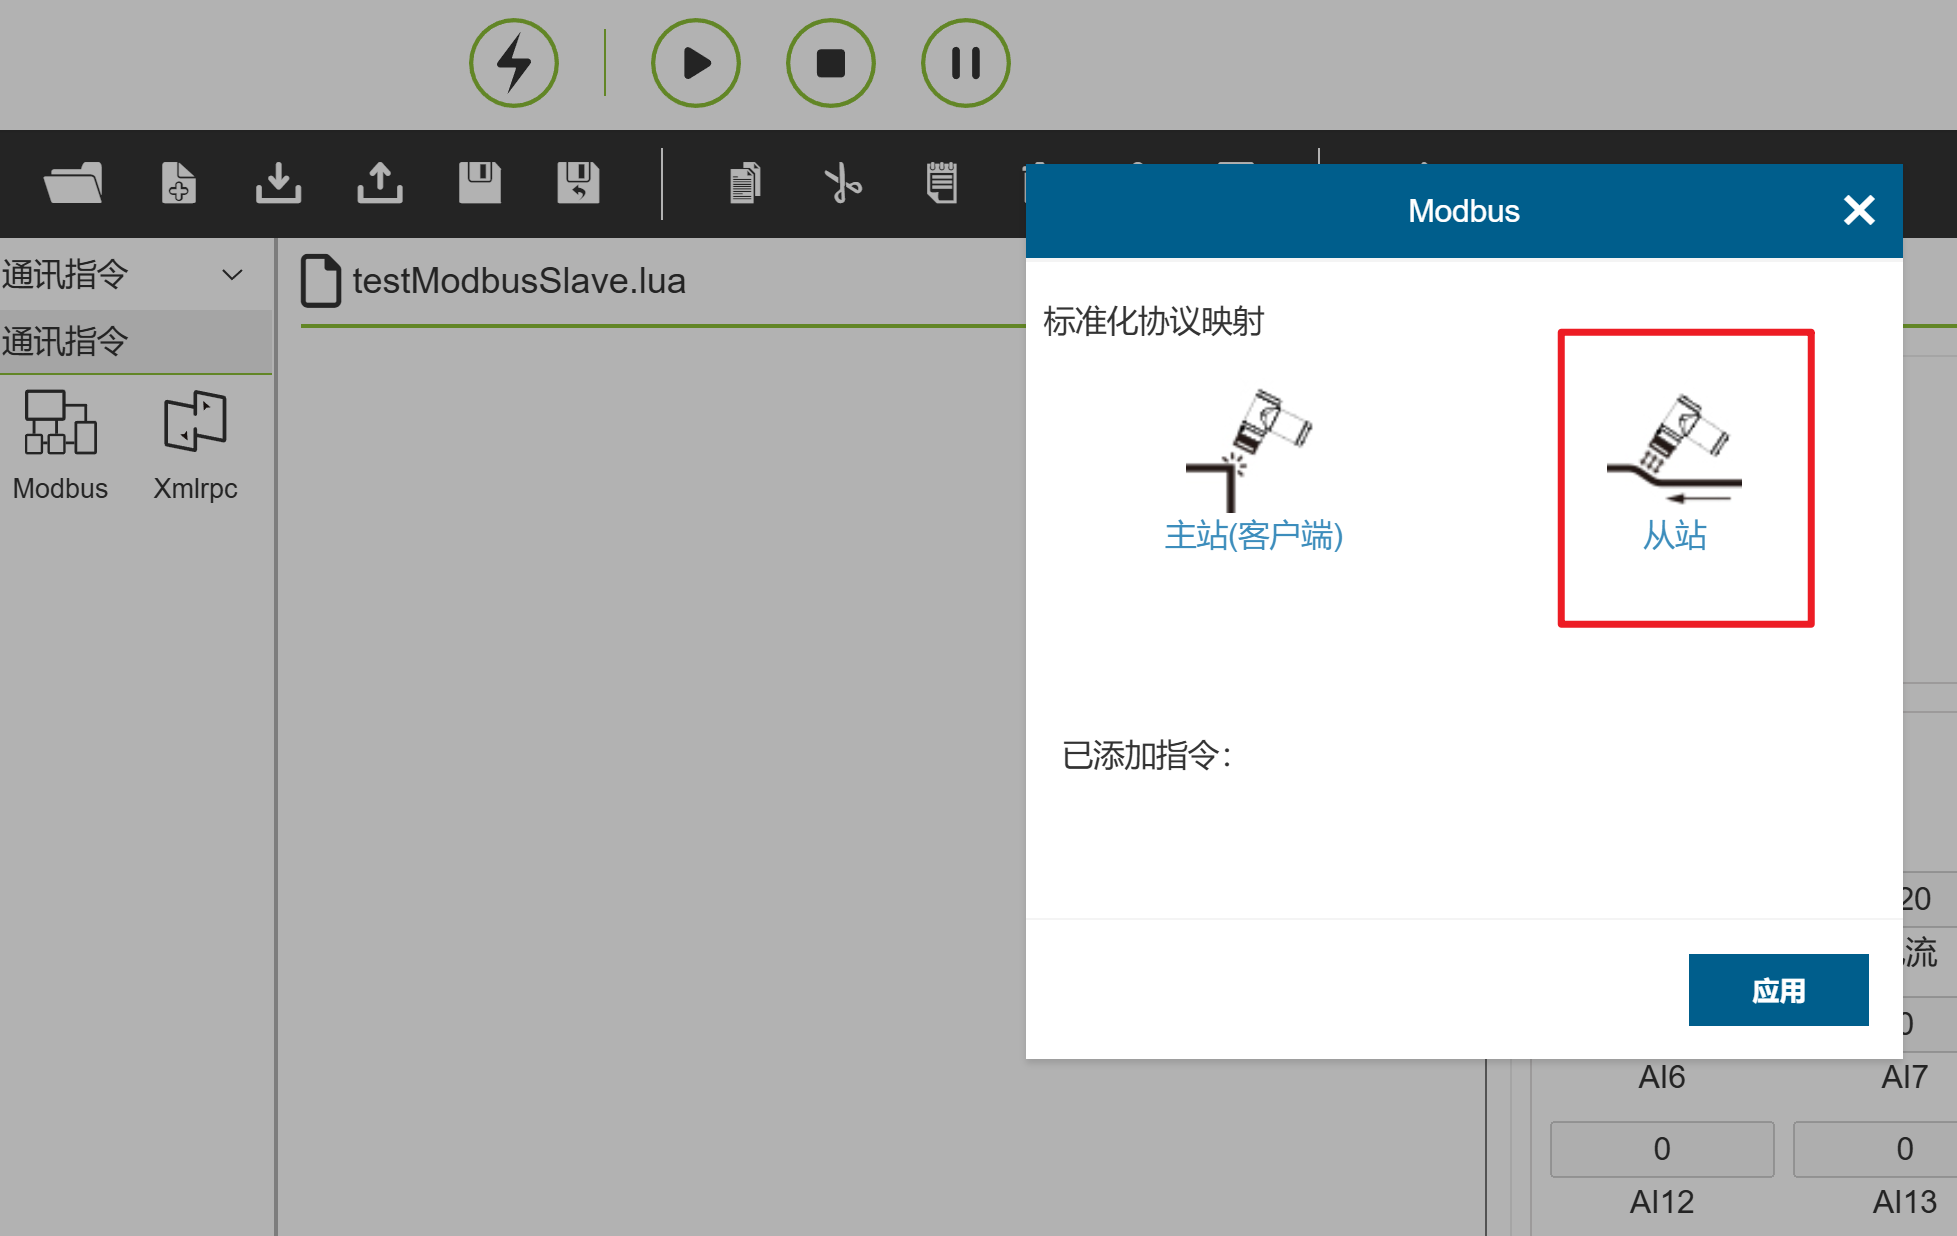 Modbus
通讯指令
testModbusSlave.lua
标准化协议映射
通讯指令
Modbus
Xmlrpc
主站(客户端)
从站
已添加指令：
20
流
应用
0
AI6
AI7
0
0
AI12
AI13